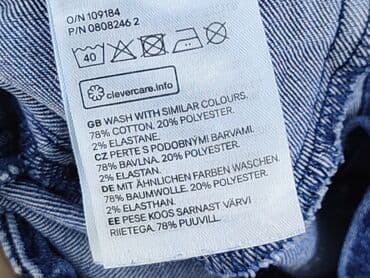 O/N 109184
P/N 0808246 2
40
clevercare.info
GB WASH WITH SIMILAR COLOURS.
78% COTTON. 20% POLYESTER.
2% ELASTANE.
CZ PERTE S PODOBNÝMI BARVAMI.
78% BAVLNA. 20% POLYESTER.
2% ELASTAN.
DE MIT ÄHNLICHEN FARBEN WASCHEN.
78% BAUMWOLLE. 20% POLYESTER.
2% ELASTHAN.
EE PESE KOOS SARNAST VÄRVI
RIIETEGA. 78% PUUVILL.